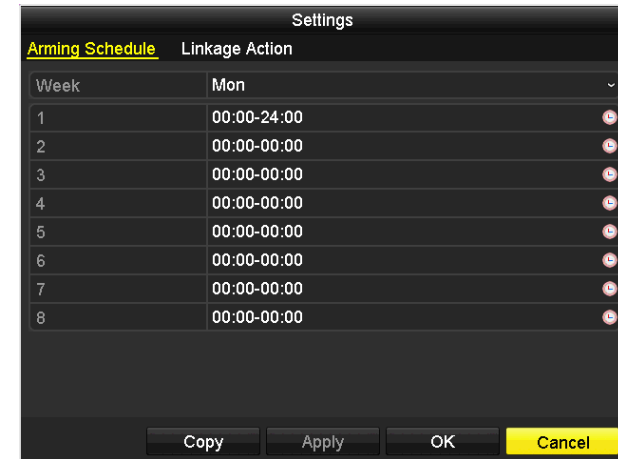 Settings
Arming Schedule Linkage Action
Week Mon
1 00:00-24:00
2 00:00-00:00
3 00:00-00:00
4 00:00-00:00
5 00:00-00:00
6 00:00-00:00
7 00:00-00:00
8 00:00-00:00
Copy Apply OK Cancel